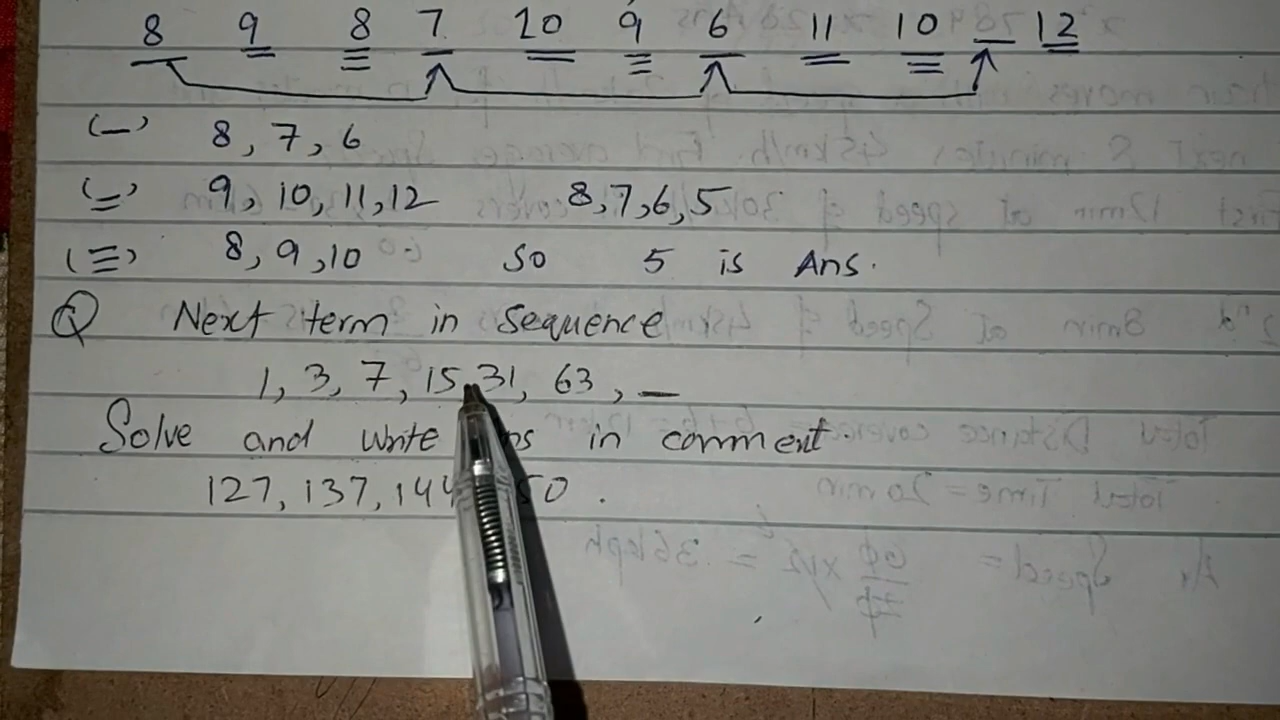 8 9 8 7 10 9 6 11 10 _ 12
(-) 8, 7, 6
(=) 9, 10, 11, 12 8, 7, 6, 5
(≡) 8, 9, 10 So 5 is Ans.
Q Next term in Sequence
1, 3, 7, 15, 31, 63, _
Solve and write in comment.
127, 137, 50.